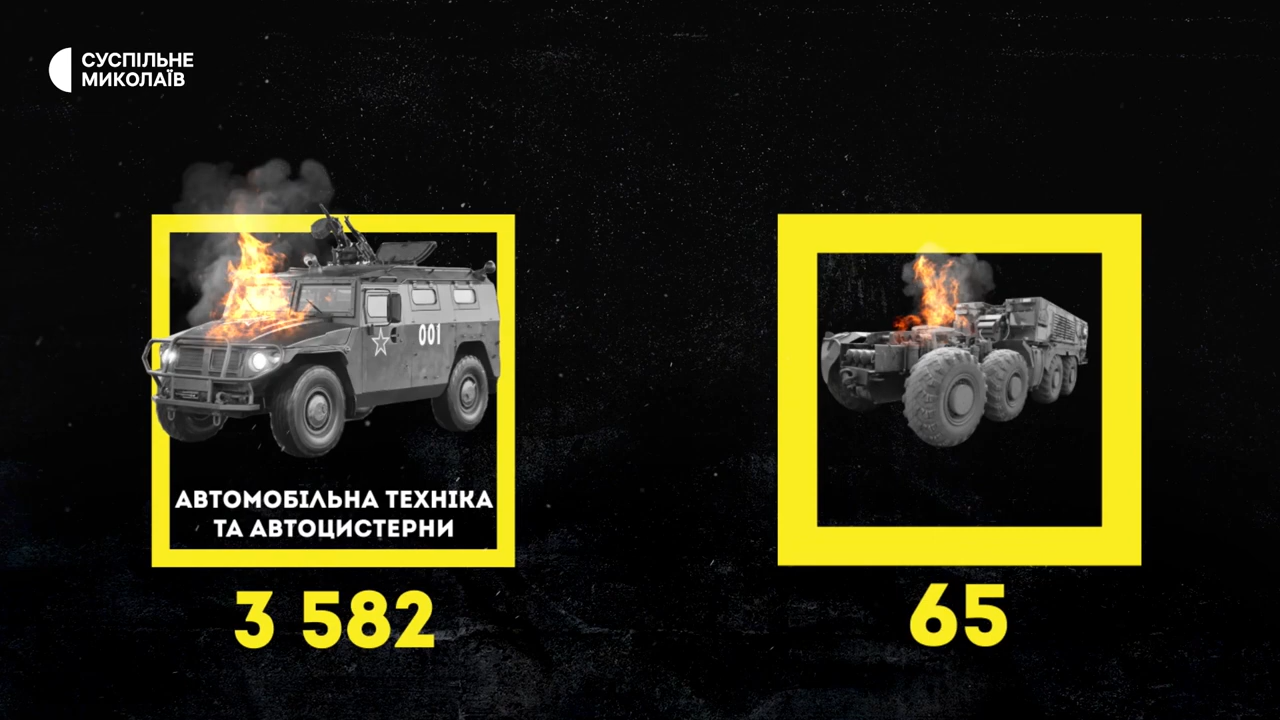 СУСПІЛЬНЕ
МИКОЛАЇВ
001
АВТОМОБІЛЬНА ТЕХНІКА
ТА АВТОЦИСТЕРНИ
3 582
65